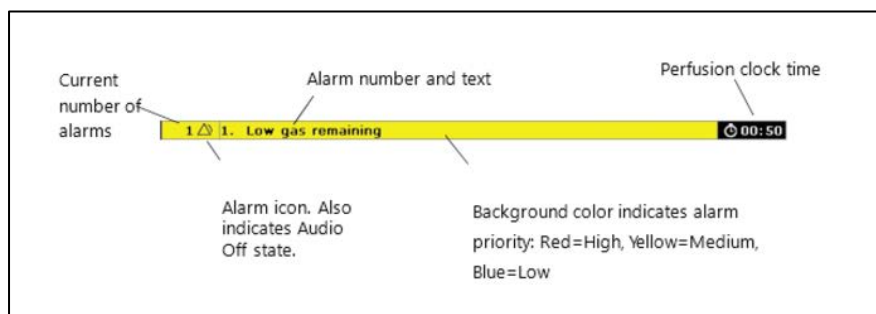 Current
number of
alarms
Alarm number and text
Perfusion clock time
1 1. Low gas remaining 00:50
Alarm icon. Also
indicates Audio
Off state.
Background color indicates alarm
priority: Red=High, Yellow=Medium,
Blue=Low